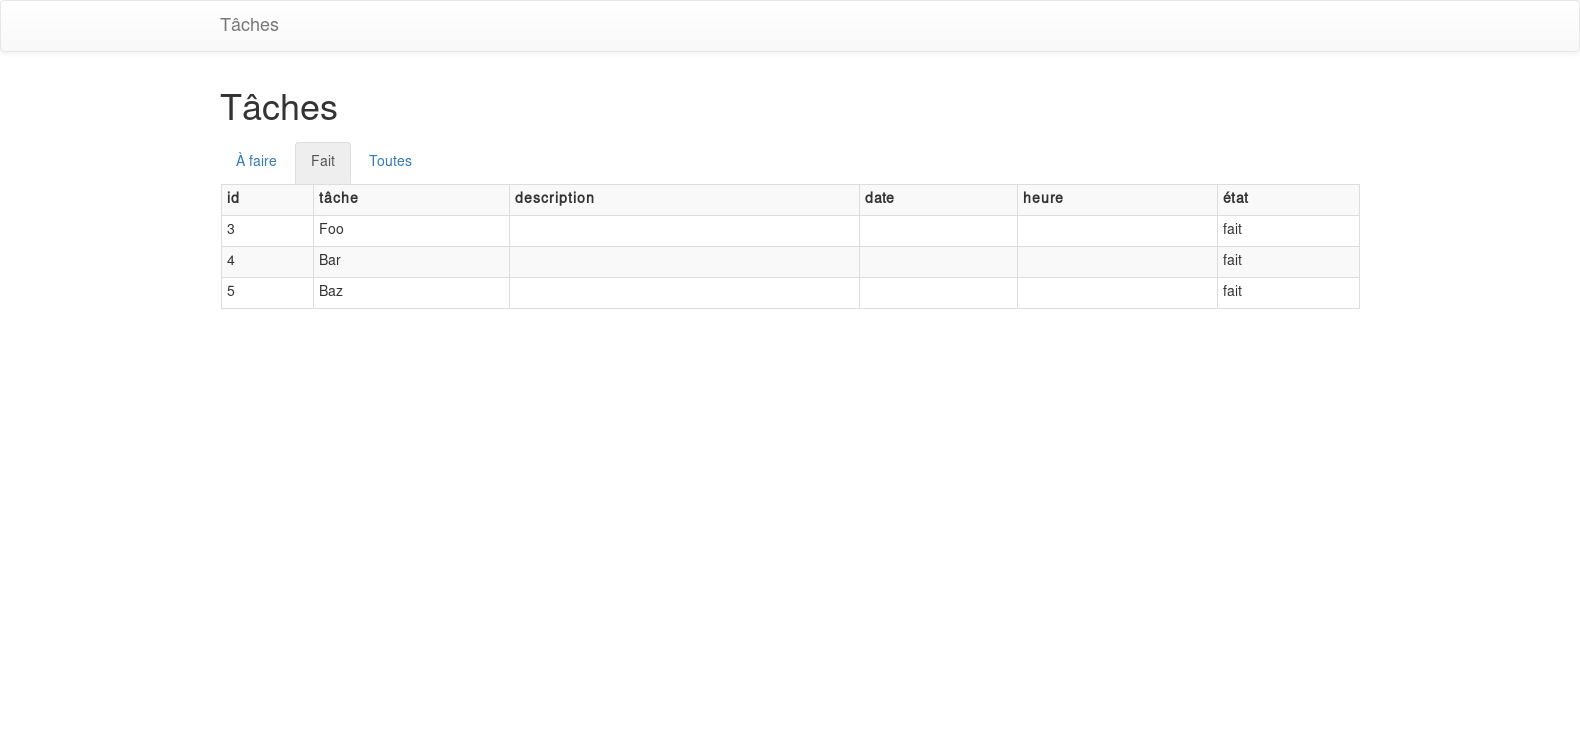 Tâches
Tâches
À faire Fait Toutes
id tâche description date heure état
3 Foo fait
4 Bar fait
5 Baz fait